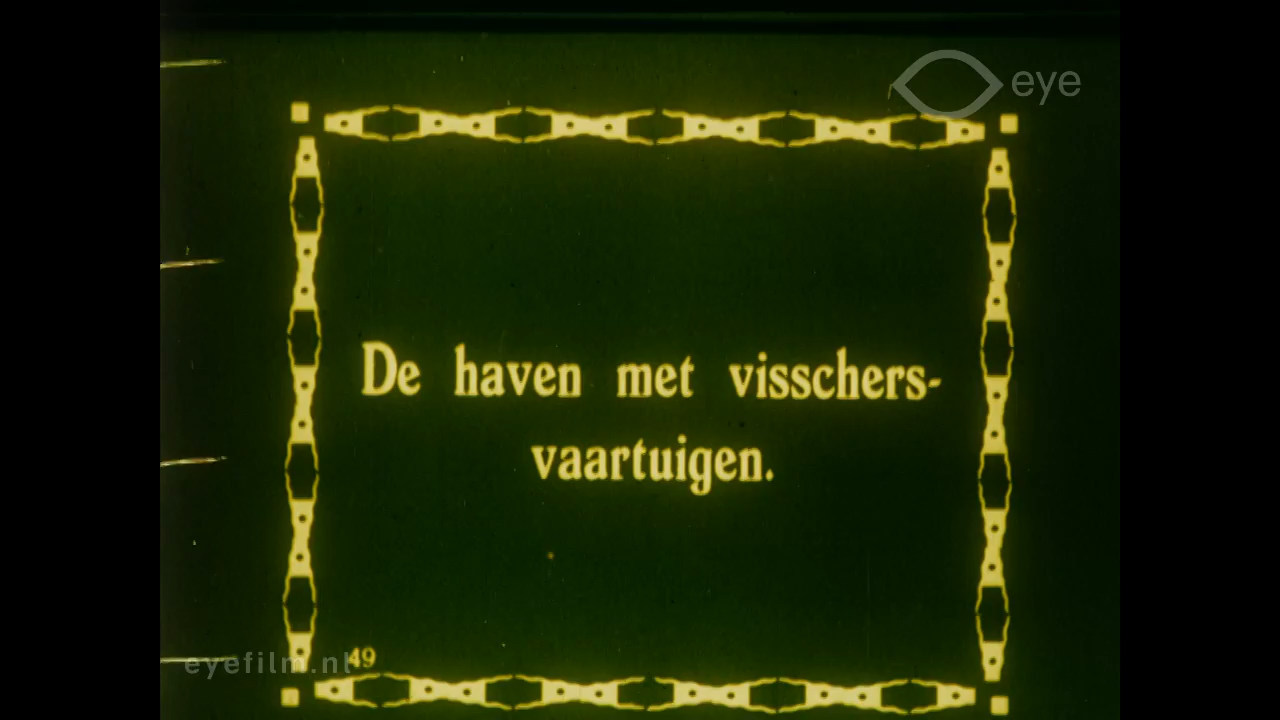 eye
De haven met visschers-
vaartuigen.
49
eyefilm.nl